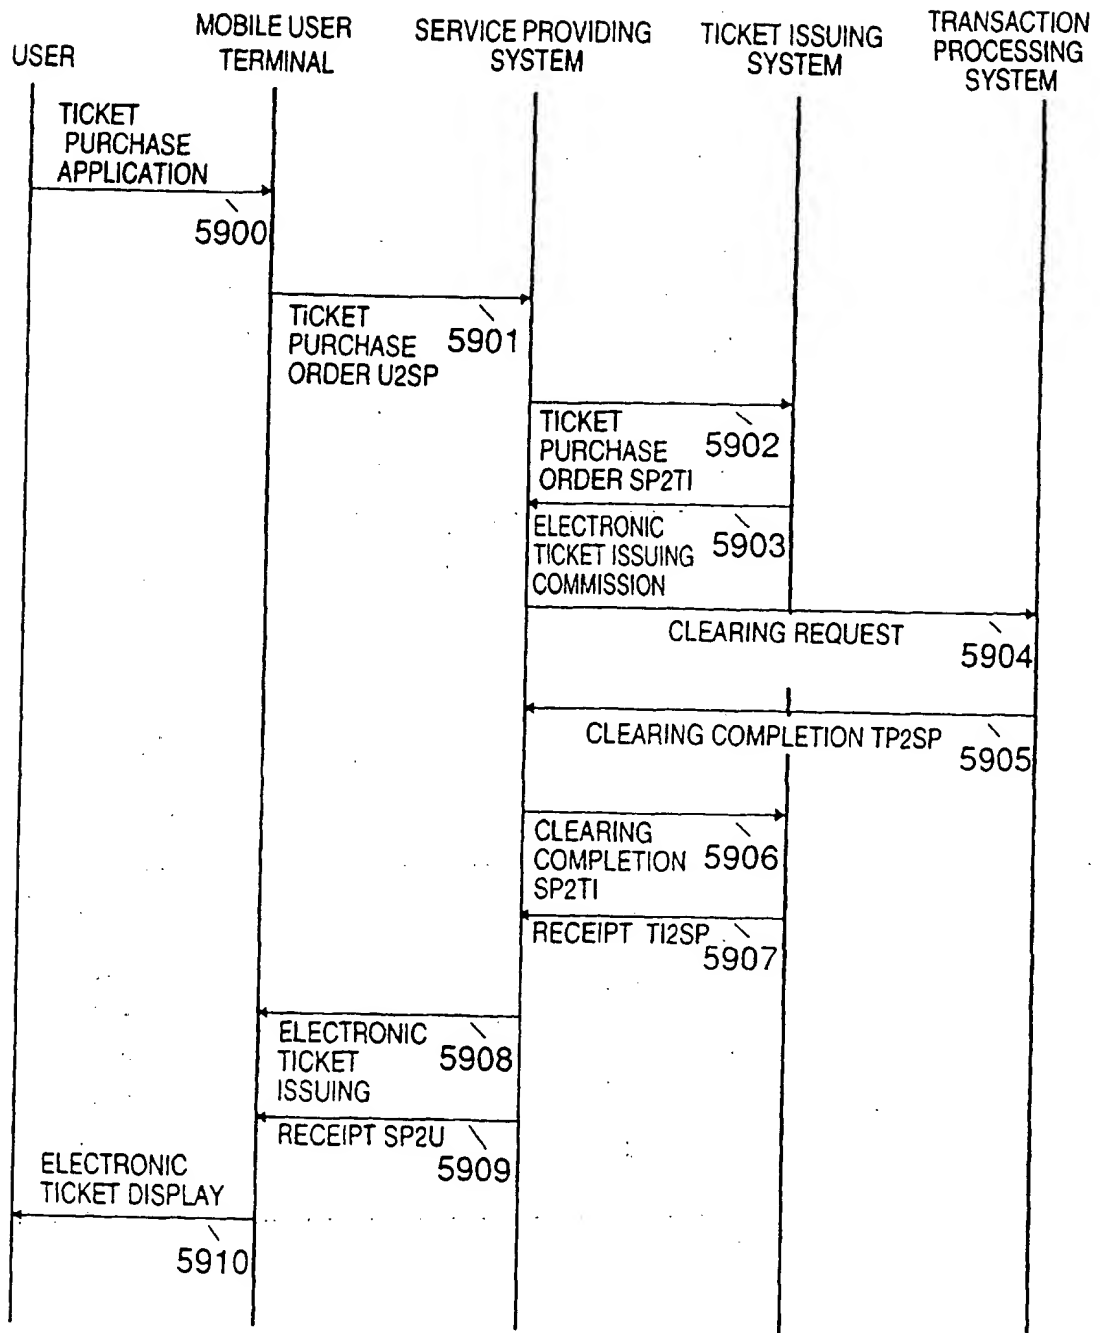 USER
MOBILE USER
TERMINAL
SERVICE PROVIDING
SYSTEM
TICKET ISSUING
SYSTEM
TRANSACTION
PROCESSING
SYSTEM
TICKET
PURCHASE
APPLICATION
5900
TICKET
PURCHASE
ORDER U2SP
5901
TICKET
PURCHASE
ORDER SP2TI
5902
ELECTRONIC
TICKET ISSUING
COMMISSION
5903
CLEARING REQUEST
5904
CLEARING COMPLETION TP2SP
5905
CLEARING
COMPLETION
SP2TI
5906
RECEIPT TI2SP
5907
ELECTRONIC
TICKET
ISSUING
5908
RECEIPT SP2U
5909
ELECTRONIC
TICKET DISPLAY
5910